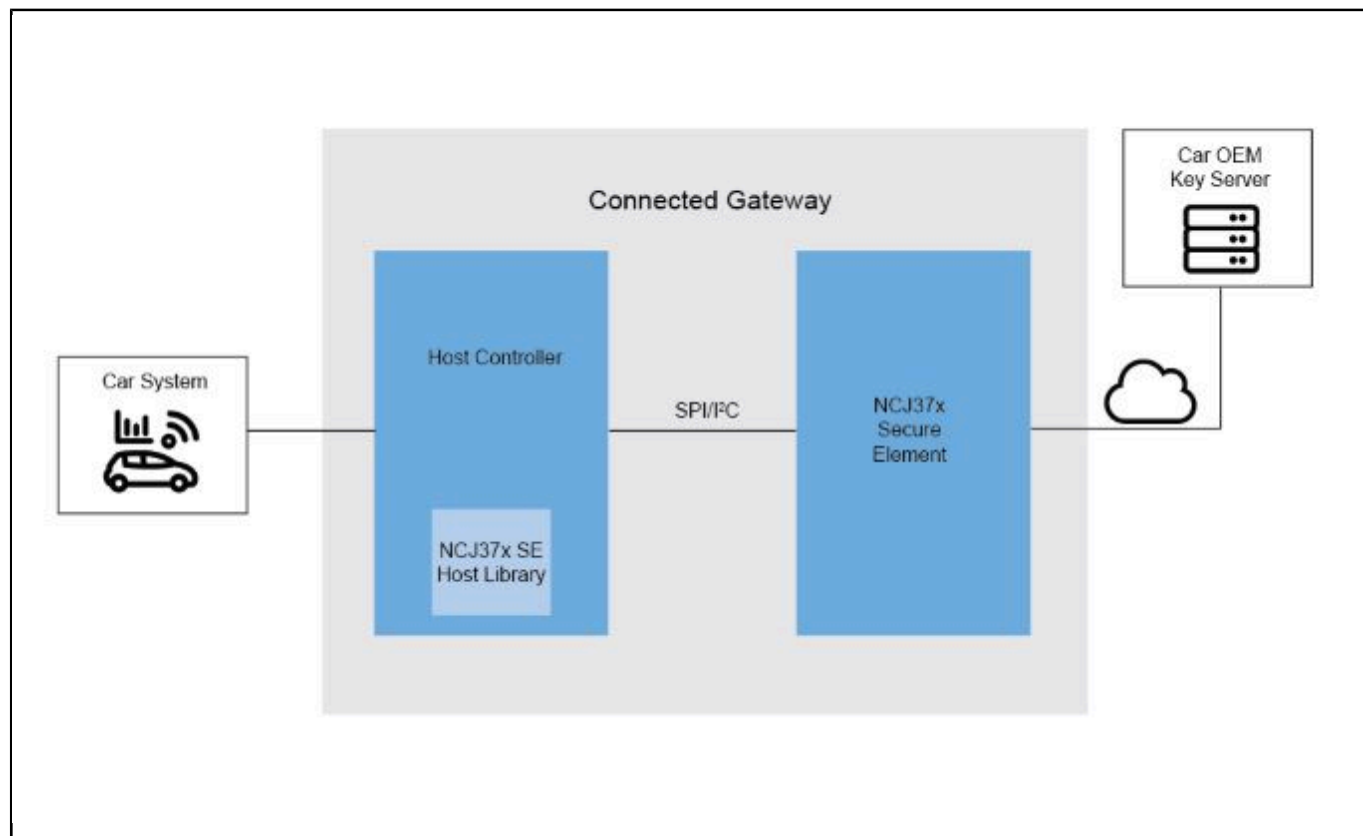 Connected Gateway
Car OEM
Key Server
Host Controller
Car System
SPI/I²C
NCJ37x
Secure
Element
NCJ37x SE
Host Library